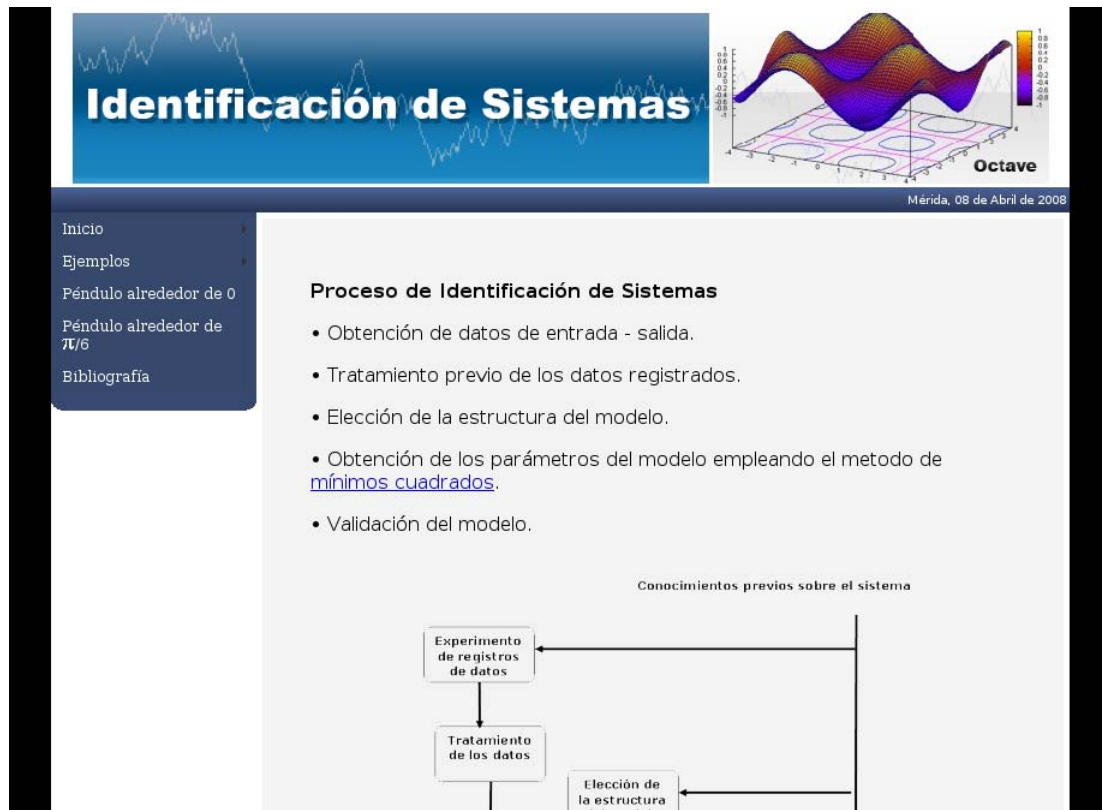 Identificación de Sistemas
Octave
Mérida, 08 de Abril de 2008
Inicio
Ejemplos
Péndulo alrededor de 0
Péndulo alrededor de
π/6
Bibliografía
Proceso de Identificación de Sistemas
• Obtención de datos de entrada - salida.
• Tratamiento previo de los datos registrados.
• Elección de la estructura del modelo.
• Obtención de los parámetros del modelo empleando el metodo de
mínimos cuadrados.
• Validación del modelo.
Conocimientos previos sobre el sistema
Experimento
de registros
de datos
Tratamiento
de los datos
Elección de
la estructura